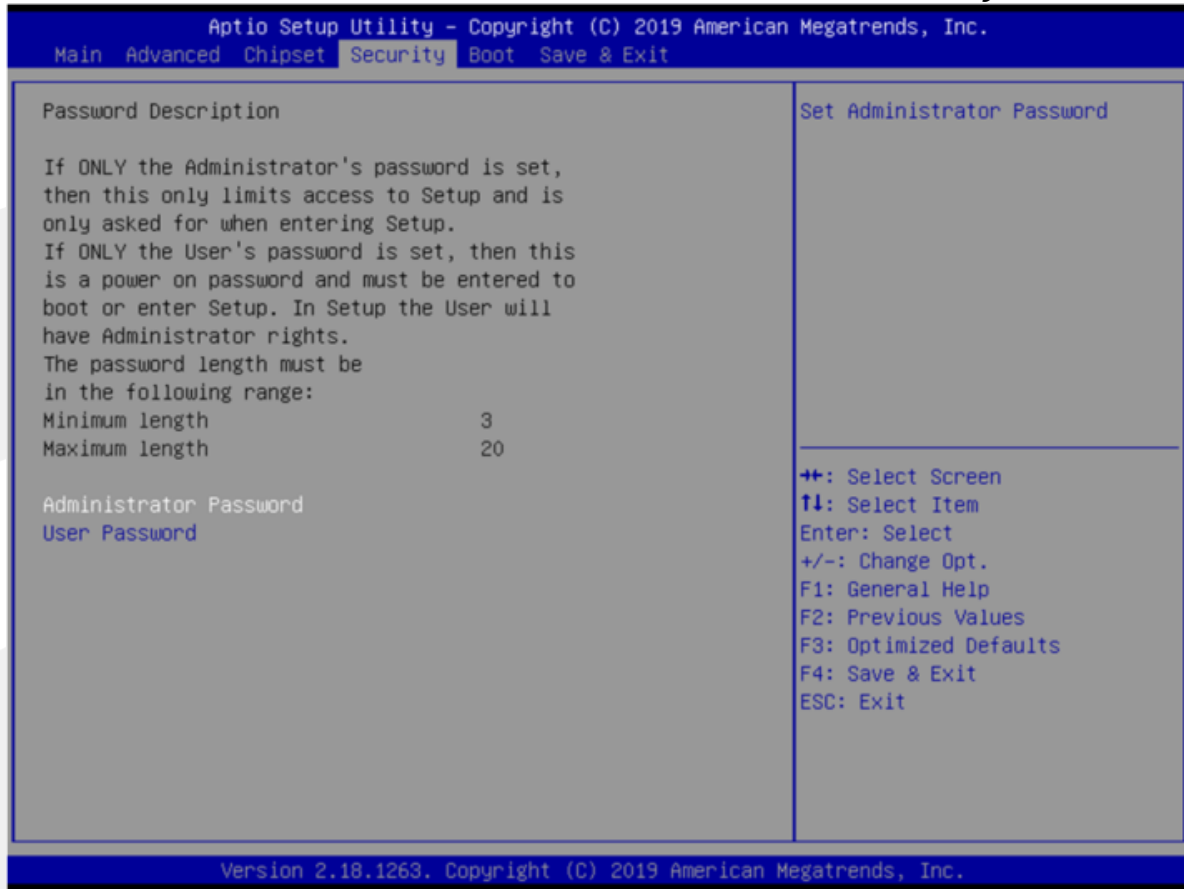 Aptio Setup Utility – Copyright (C) 2019 American Megatrends, Inc.
Main Advanced Chipset Security Boot Save & Exit
Password Description
If ONLY the Administrator's password is set,
then this only limits access to Setup and is
only asked for when entering Setup.
If ONLY the User's password is set, then this
is a power on password and must be entered to
boot or enter Setup. In Setup the User will
have Administrator rights.
The password length must be
in the following range:
Minimum length 3
Maximum length 20
Administrator Password
User Password
Set Administrator Password
→←: Select Screen
↑↓: Select Item
Enter: Select
+/-: Change Opt.
F1: General Help
F2: Previous Values
F3: Optimized Defaults
F4: Save & Exit
ESC: Exit
Version 2.18.1263. Copyright (C) 2019 American Megatrends, Inc.